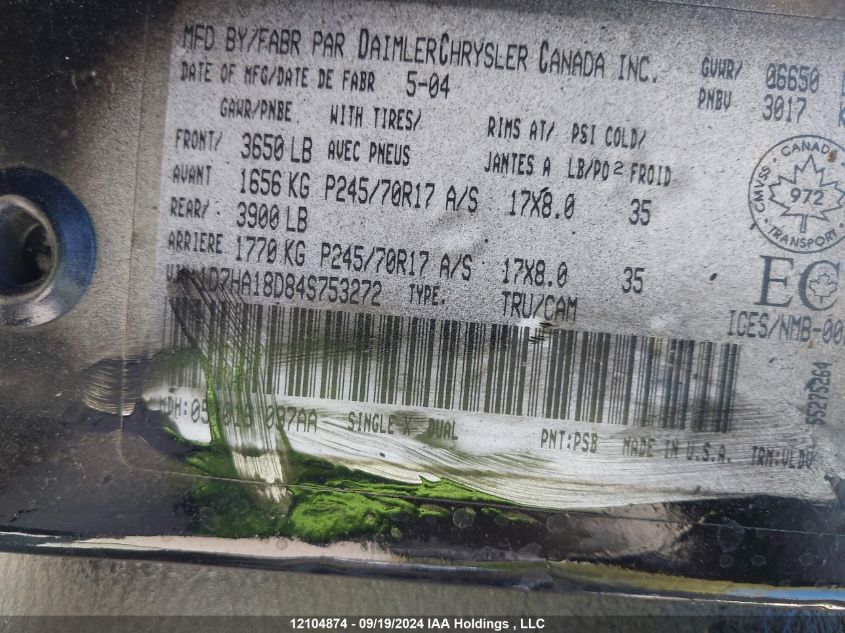 MFD BY/FABR PAR DAIMLERCHRYSLER CANADA INC.
DATE OF MFG/DATE DE FABR 5-04
GVWR/ 06650
PNBV 3017
GAWR/PNBE WITH TIRES/ RIMS AT/ PSI COLD/
FRONT/ 3650 LB AVEC PNEUS JANTES A LB/PO² FROID
AVANT 1656 KG P245/70R17 A/S 17X8.0 35
REAR/ 3900 LB
ARRIERE 1770 KG P245/70R17 A/S 17X8.0 35
1D7HA18D84S753272 TYPE: TRU/CAM
CANADA
CMVSS
972
TRANSPORT
EC
ICES/NMB-00
55275264
MDH: 097AA SINGLE X DUAL
PNT:PSB MADE IN U.S.A. TRM:VLDV
12104874 - 09/19/2024 IAA Holdings , LLC